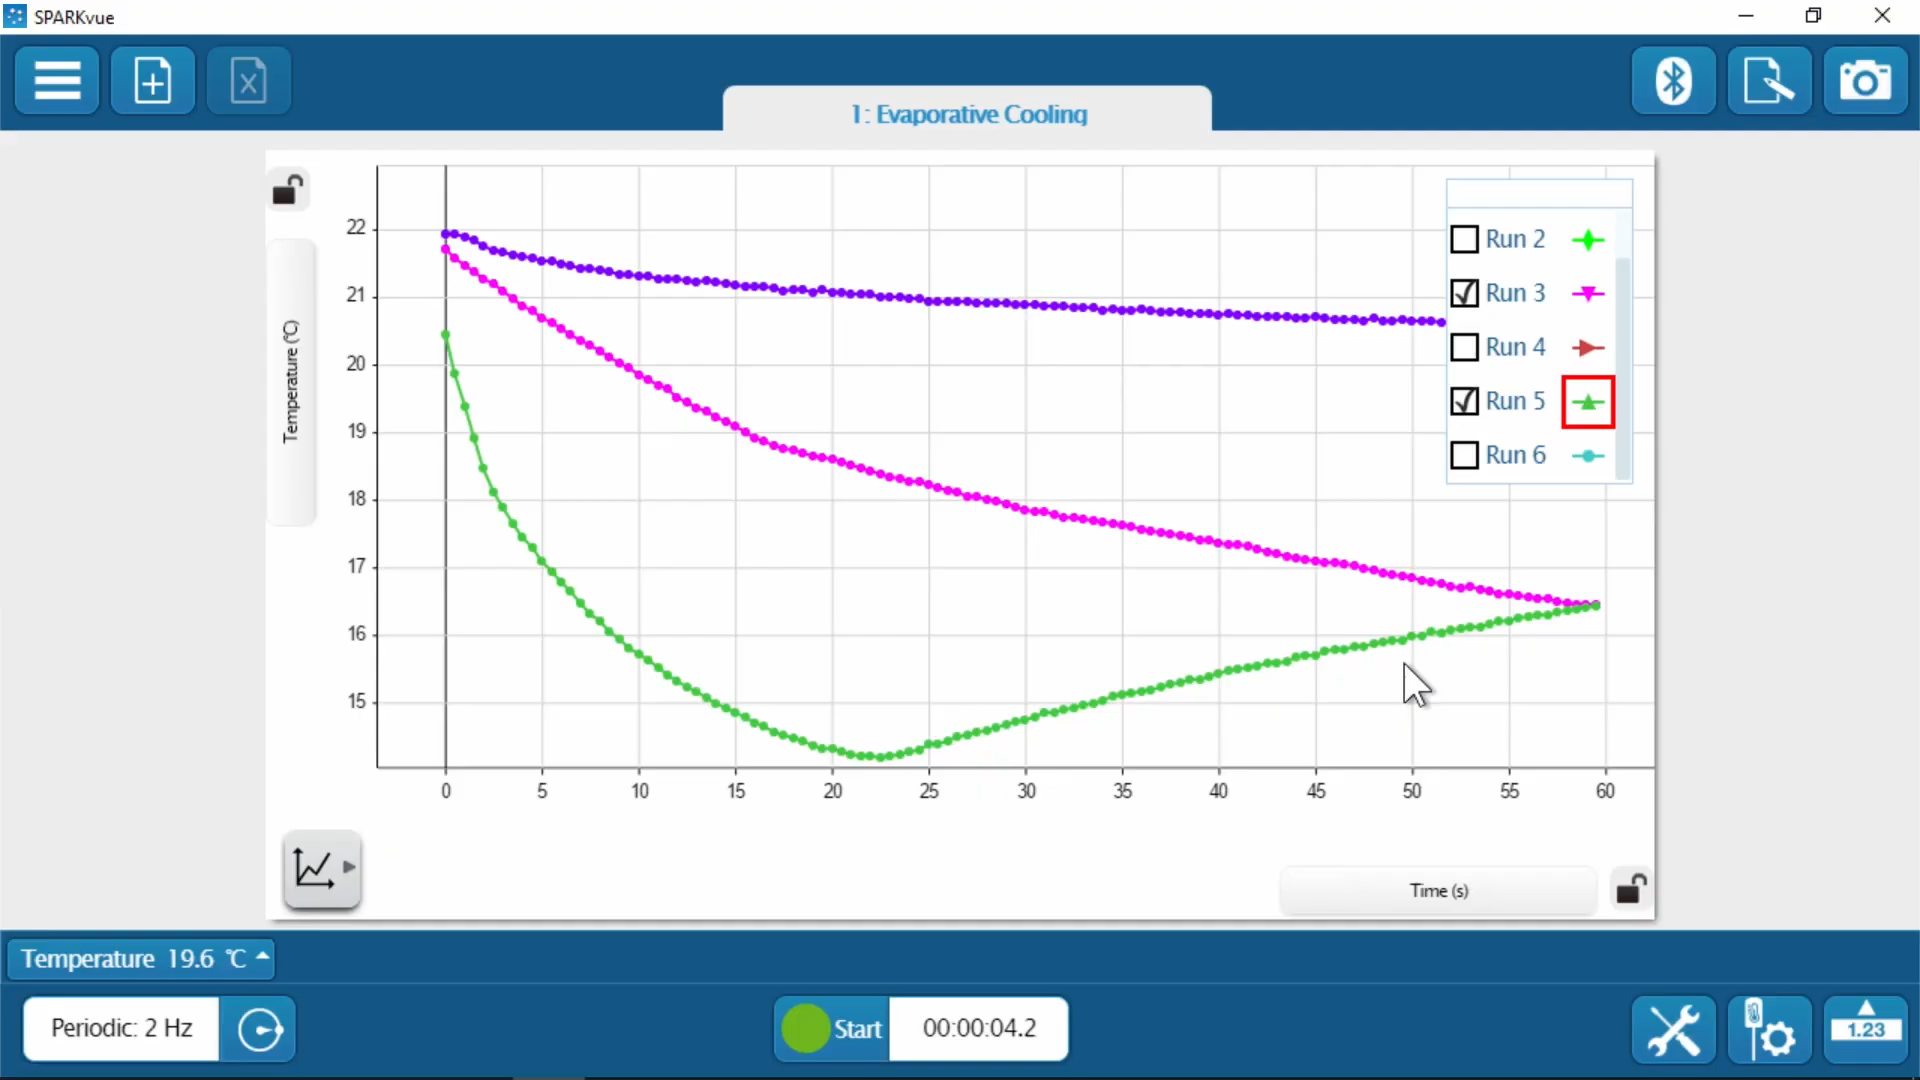 SPARKvue
1: Evaporative Cooling
Temperature (℃)
22
21
20
19
18
17
16
15
Run 2
Run 3
Run 4
Run 5
Run 6
0 5 10 15 20 25 30 35 40 45 50 55 60
Time (s)
Temperature 19.6 ℃
Periodic: 2 Hz
Start 00:00:04.2
1.23